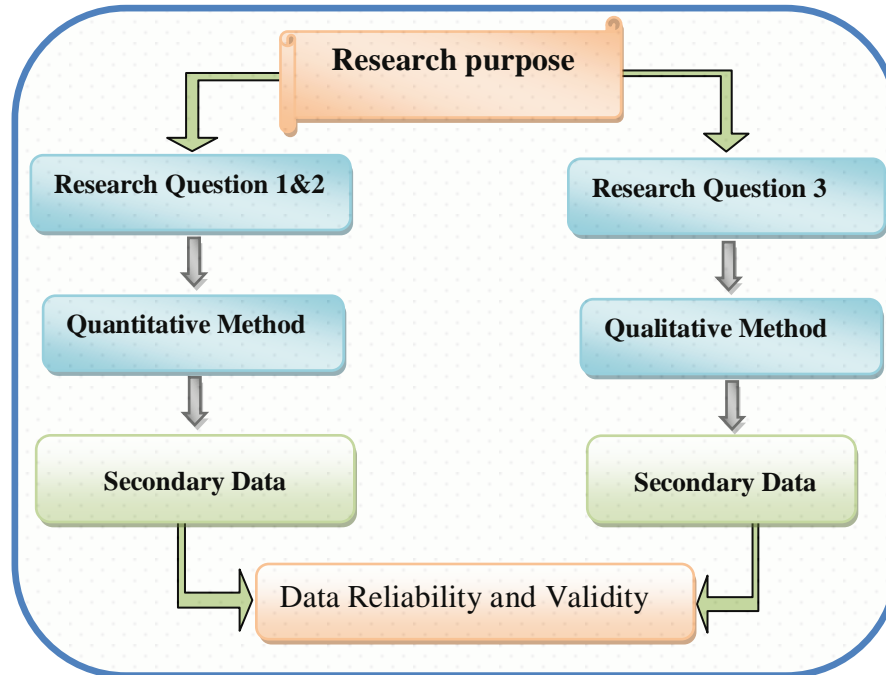 Research purpose
Research Question 1&2
Research Question 3
Quantitative Method
Qualitative Method
Secondary Data
Secondary Data
Data Reliability and Validity